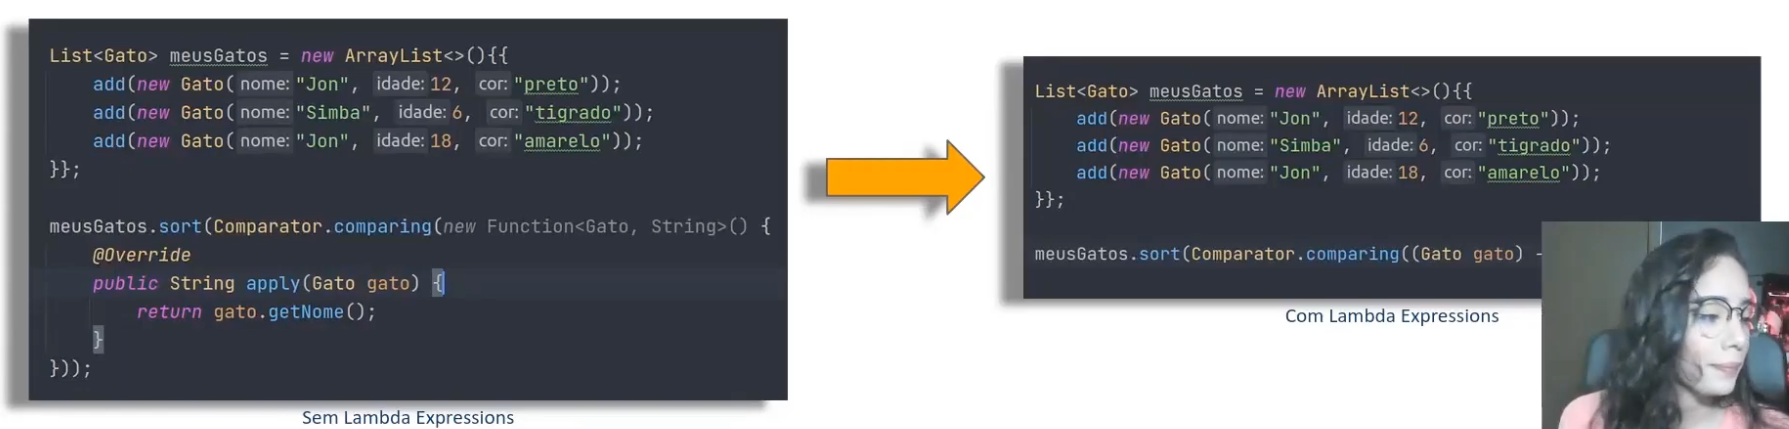 List<Gato> meusGatos = new ArrayList<>(){{
add(new Gato( nome: "Jon", idade: 12, cor: "preto"));
add(new Gato( nome: "Simba", idade: 6, cor: "tigrado"));
add(new Gato( nome: "Jon", idade: 18, cor: "amarelo"));
}};
meusGatos.sort(Comparator.comparing(new Function<Gato, String>() {
@Override
public String apply(Gato gato) {
return gato.getNome();
}
}));
Sem Lambda Expressions
List<Gato> meusGatos = new ArrayList<>(){{
add(new Gato( nome: "Jon", idade: 12, cor: "preto"));
add(new Gato( nome: "Simba", idade: 6, cor: "tigrado"));
add(new Gato( nome: "Jon", idade: 18, cor: "amarelo"));
}};
meusGatos.sort(Comparator.comparing((Gato gato) -
Com Lambda Expressions